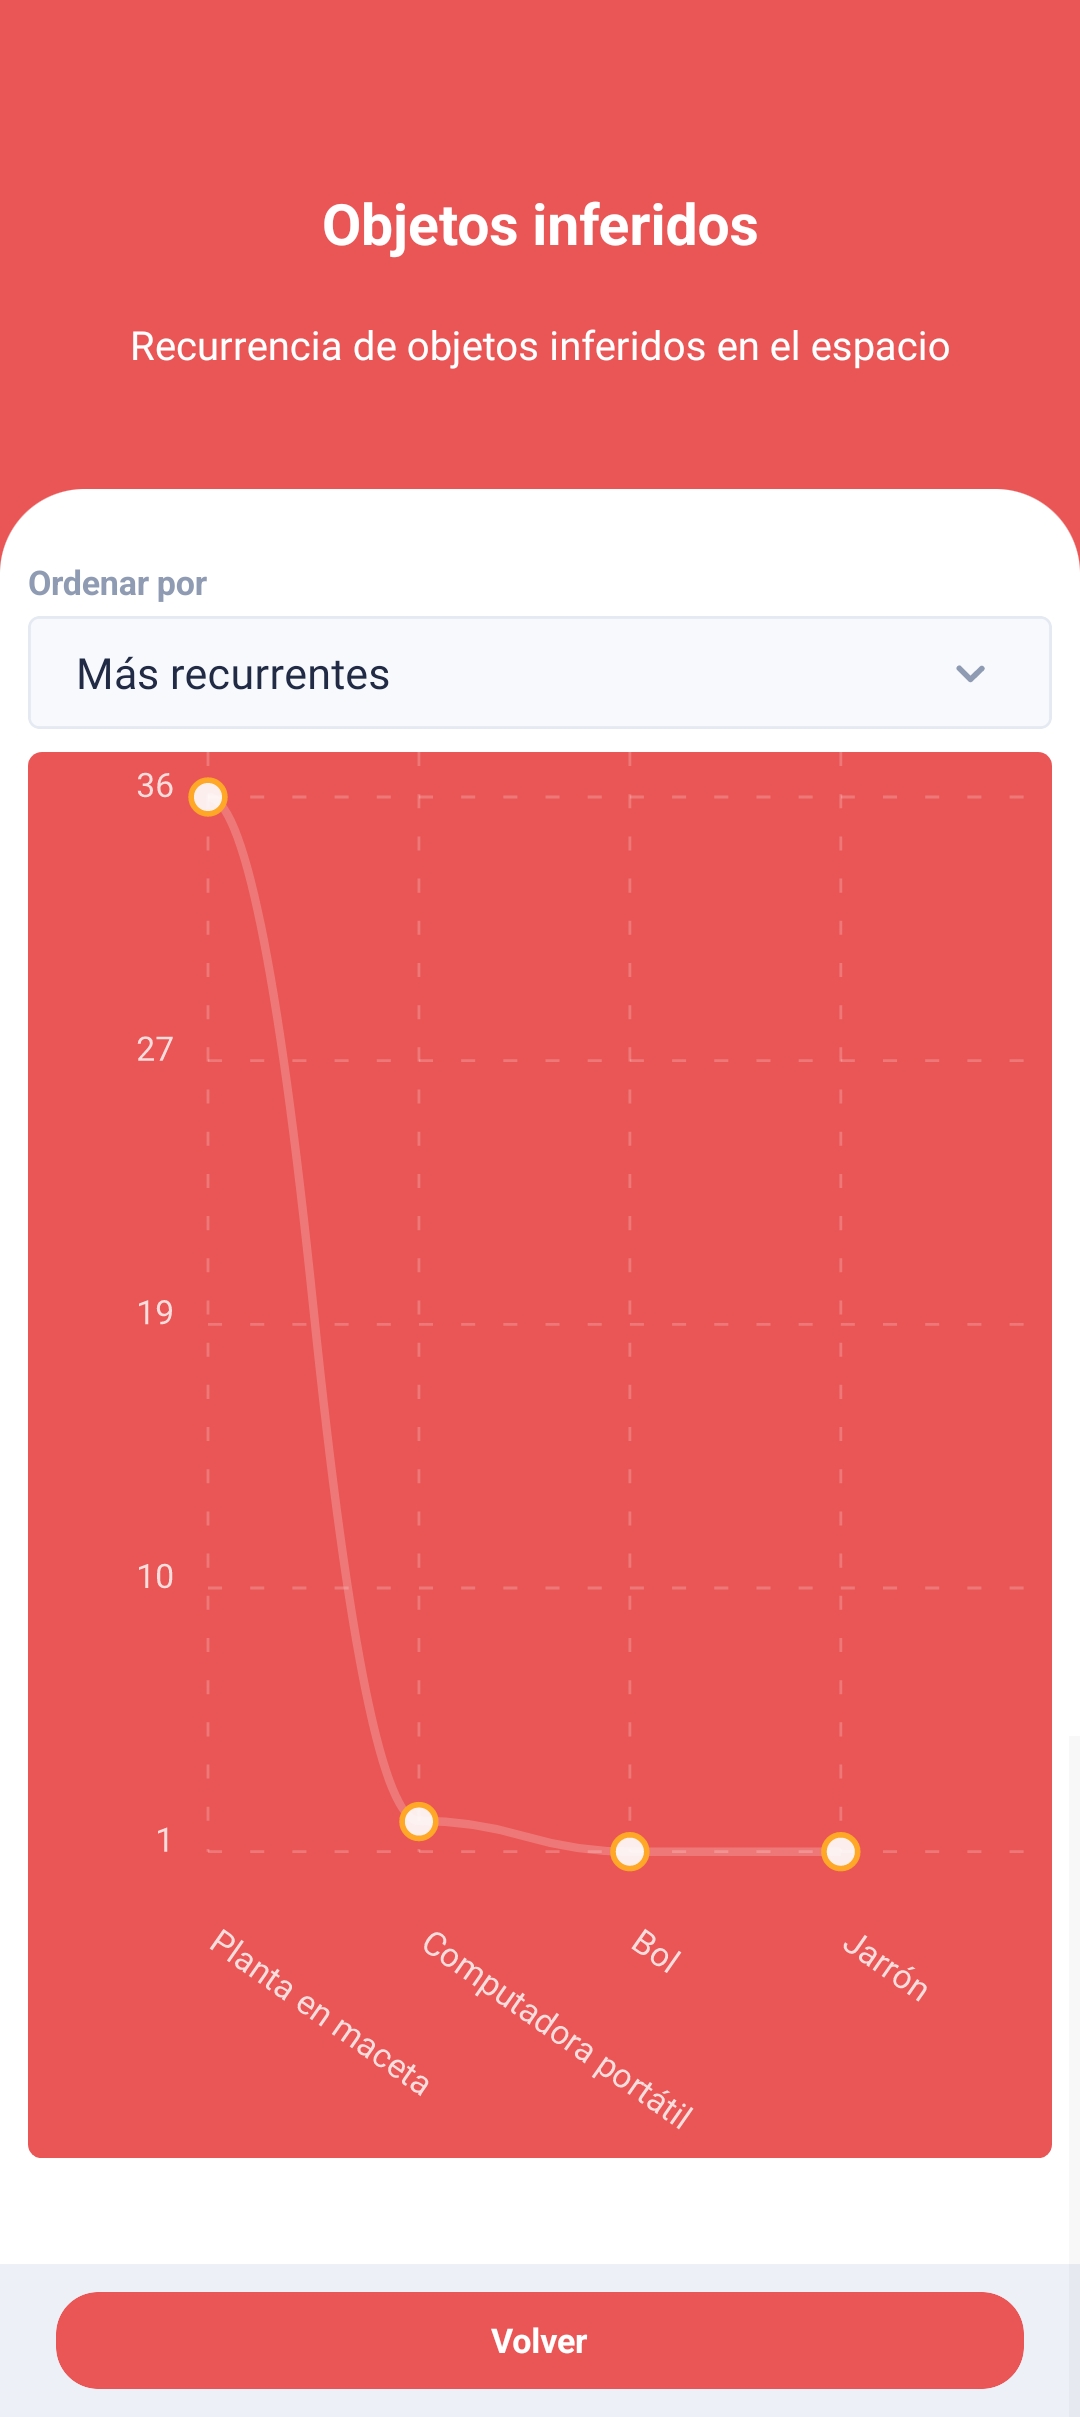 Objetos inferidos
Recurrencia de objetos inferidos en el espacio
Ordenar por
Más recurrentes
36
27
19
10
1
Planta en maceta
Computadora portátil
Bol
Jarrón
Volver